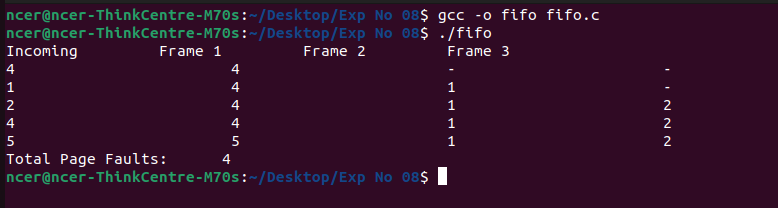 ncer@ncer-ThinkCentre-M70s:~/Desktop/Exp No 08$ gcc -o fifo fifo.c
ncer@ncer-ThinkCentre-M70s:~/Desktop/Exp No 08$ ./fifo
Incoming Frame 1 Frame 2 Frame 3
4 4 - -
1 4 1 -
2 4 1 2
4 4 1 2
5 5 1 2
Total Page Faults: 4
ncer@ncer-ThinkCentre-M70s:~/Desktop/Exp No 08$